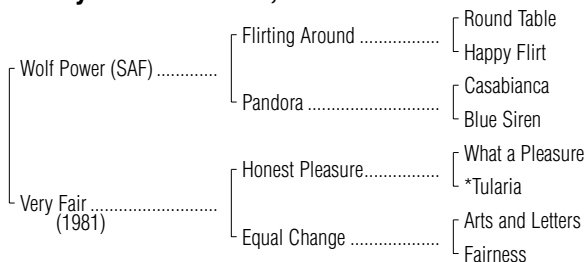 Round Table
Flirting Around ..................
Happy Flirt
Wolf Power (SAF) .............
Casabianca
Pandora .............................
Blue Siren
What a Pleasure
Honest Pleasure.................
*Tularia
Very Fair ...........................
(1981)
Arts and Letters
Equal Change ....................
Fairness